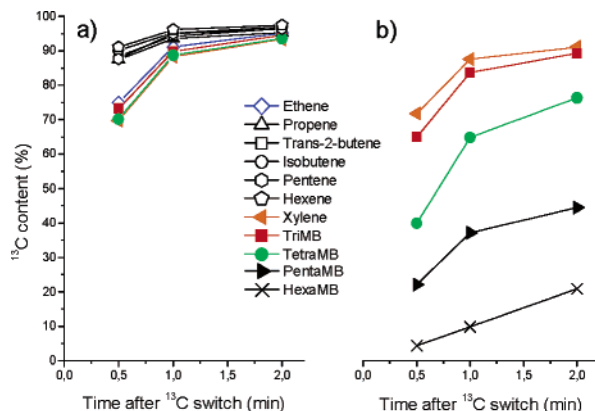 a)
b)
¹³C content (%)
100
90
80
70
60
50
40
30
20
10
0
Ethene
Propene
Trans-2-butene
Isobutene
Pentene
Hexene
Xylene
TriMB
TetraMB
PentaMB
HexaMB
0,0 0,5 1,0 1,5 2,0
0,0 0,5 1,0 1,5 2,0
Time after ¹³C switch (min)
Time after ¹³C switch (min)